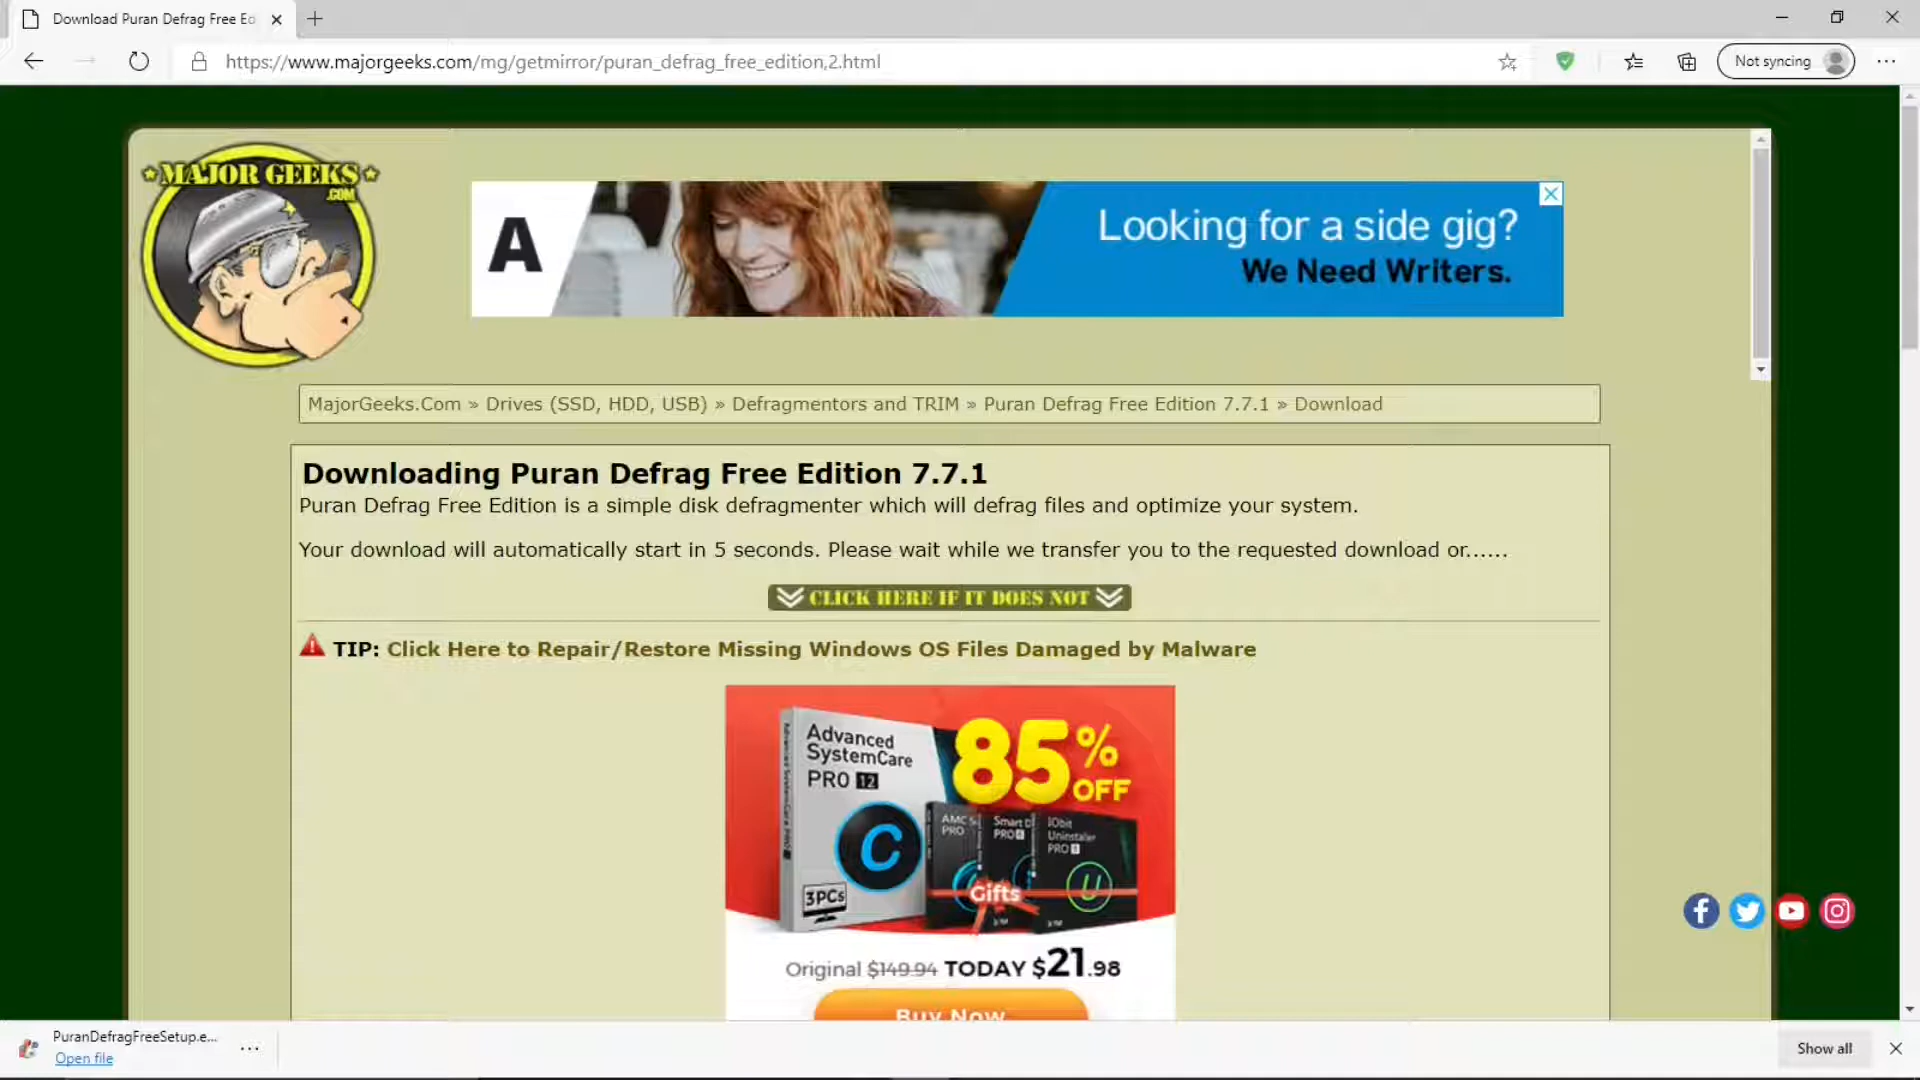 Download Puran Defrag Free Ed
https://www.majorgeeks.com/mg/getmirror/puran_defrag_free_edition,2.html
Not syncing
MAJOR GEEKS
.COM
A
Looking for a side gig?
We Need Writers.
MajorGeeks.Com » Drives (SSD, HDD, USB) » Defragmentors and TRIM » Puran Defrag Free Edition 7.7.1 » Download
Downloading Puran Defrag Free Edition 7.7.1
Puran Defrag Free Edition is a simple disk defragmenter which will defrag files and optimize your system.
Your download will automatically start in 5 seconds. Please wait while we transfer you to the requested download or......
CLICK HERE IF IT DOES NOT
TIP: Click Here to Repair/Restore Missing Windows OS Files Damaged by Malware
Advanced
SystemCare
PRO 12
85%
OFF
AMC S
PRO
Smart D
PRO
IObit
Uninstaller
PRO
3PCs
Gifts
Original $149.94 TODAY $21.98
Buy Now
PuranDefragFreeSetup.e...
Open file
Show all